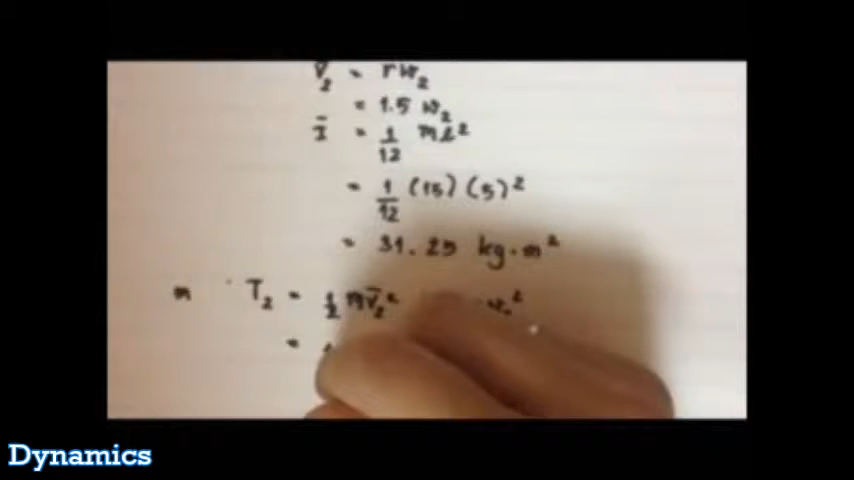 v̄₂ = rω₂
= 1.5 ω₂
Ī = 1/12 ml²
= 1/12 (15) (5)²
= 31.25 kg·m²
m T₂ = 1/2 mv̄₂²
=
Dynamics